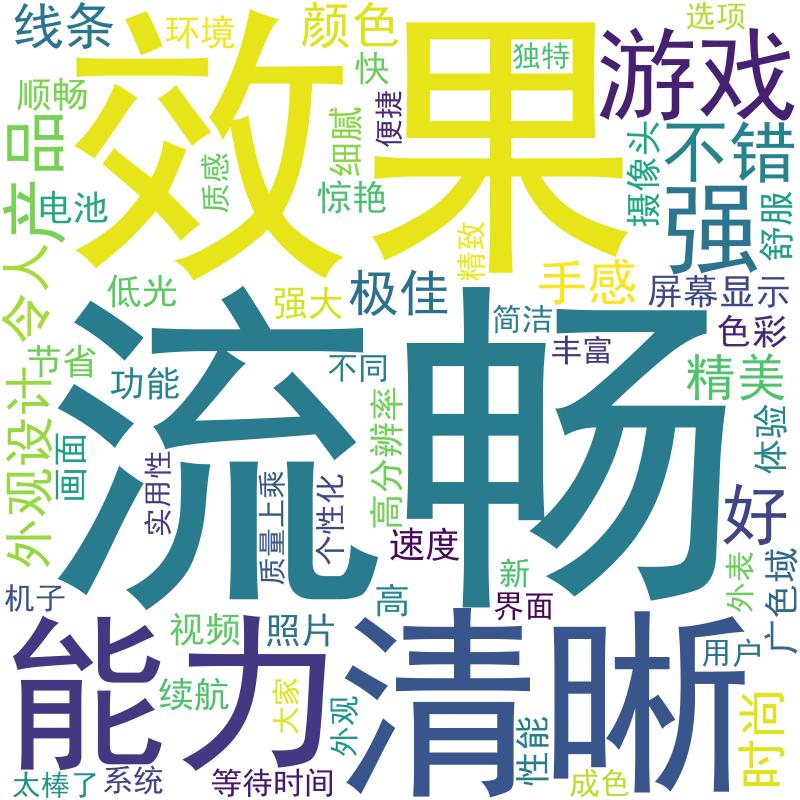 线条
环境
颜色
选项
效果
独特
游戏
顺畅
快
便捷
细腻
质感
惊艳
产品
电池
摄像头
不错
强
舒服
精致
令人
低光
强大
极佳
手感
屏幕显示
简洁
色彩
节省
功能
不同
丰富
精美
流畅
外观设计
画面
实用性
质量上乘
个性化
高分辨率
体验
速度
好
新
外表
广色域
机子
高
界面
能力
视频
照片
清晰
用户
续航
大家
外观
性能
时尚
太棒了
系统
等待时间
成色